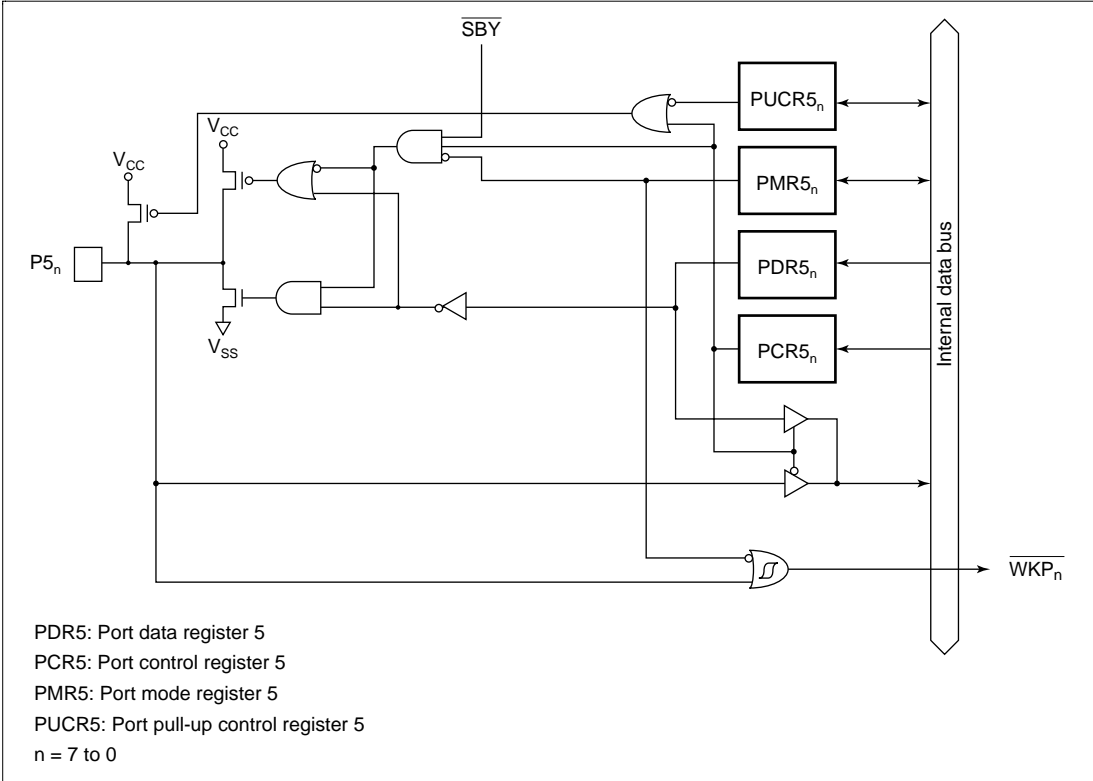 SBY
PUCR5n
VCC
VCC
PMR5n
P5n
PDR5n
VSS
PCR5n
Internal data bus
WKPn
PDR5: Port data register 5
PCR5: Port control register 5
PMR5: Port mode register 5
PUCR5: Port pull-up control register 5
n = 7 to 0